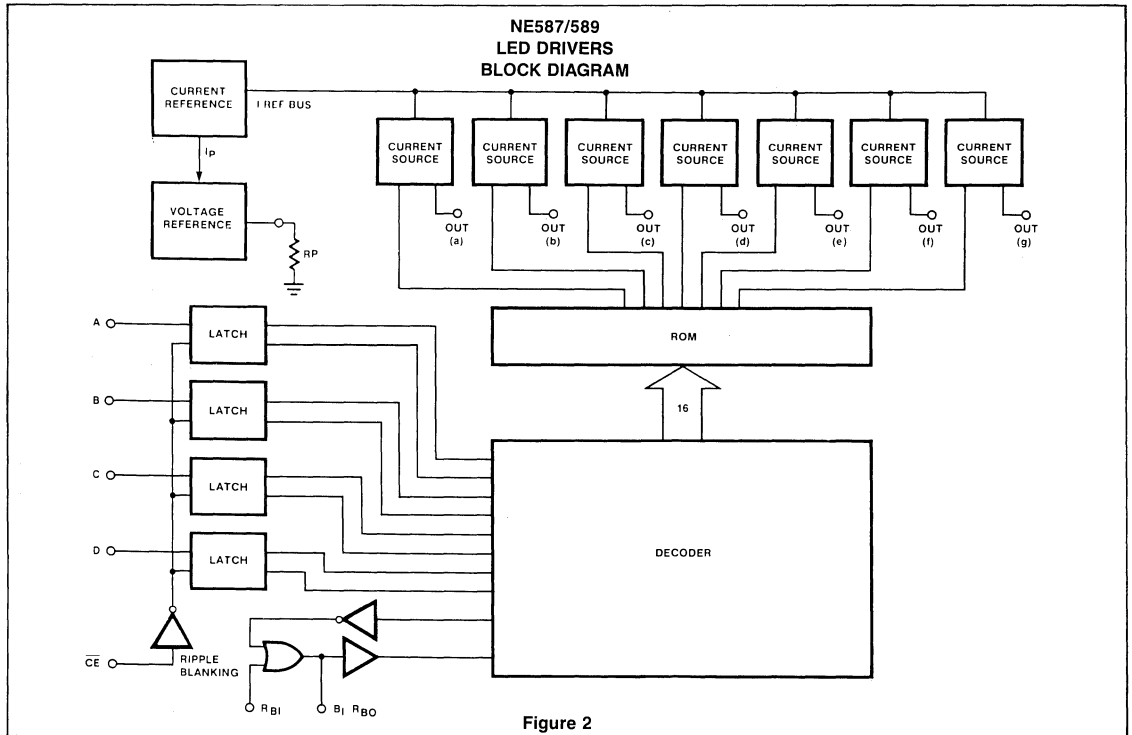 NE587/589
LED DRIVERS
BLOCK DIAGRAM
CURRENT
REFERENCE
I REF BUS
IP
VOLTAGE
REFERENCE
RP
CURRENT
SOURCE
CURRENT
SOURCE
CURRENT
SOURCE
CURRENT
SOURCE
CURRENT
SOURCE
CURRENT
SOURCE
CURRENT
SOURCE
OUT
(a)
OUT
(b)
OUT
(c)
OUT
(d)
OUT
(e)
OUT
(f)
OUT
(g)
ROM
16
DECODER
A
LATCH
B
LATCH
C
LATCH
D
LATCH
CE
RIPPLE
BLANKING
RBI
BI RBO
Figure 2